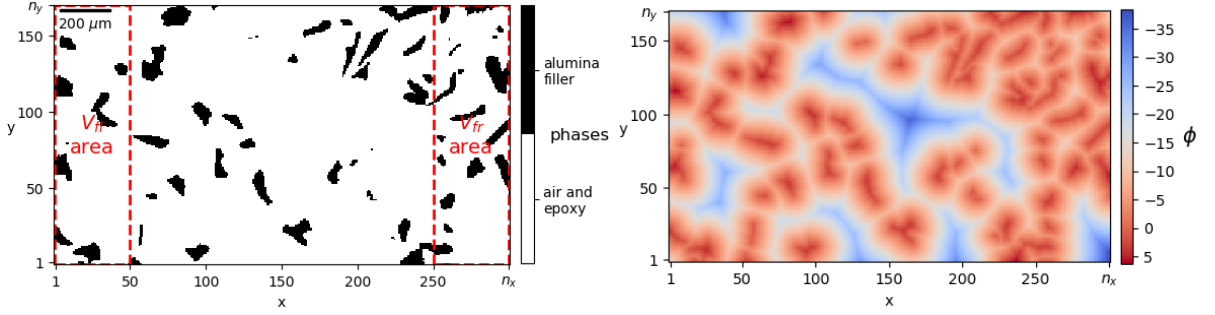 n_y
200 μm
150
100
50
1
y
V_fl
area
V_fr
area
1
50
100
150
200
250
n_x
x
alumina
filler
phases
air and
epoxy
n_y
150
100
50
1
y
1
50
100
150
200
250
n_x
x
−35
−30
−25
−20
−15
−10
−5
0
5
ϕ